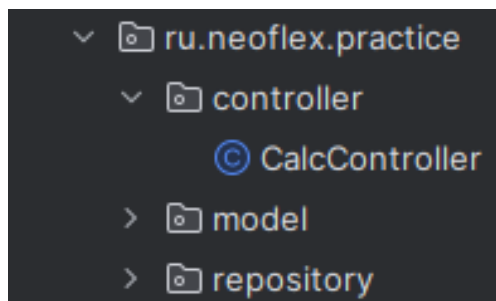 ru.neoflex.practice
controller
CalcController
model
repository